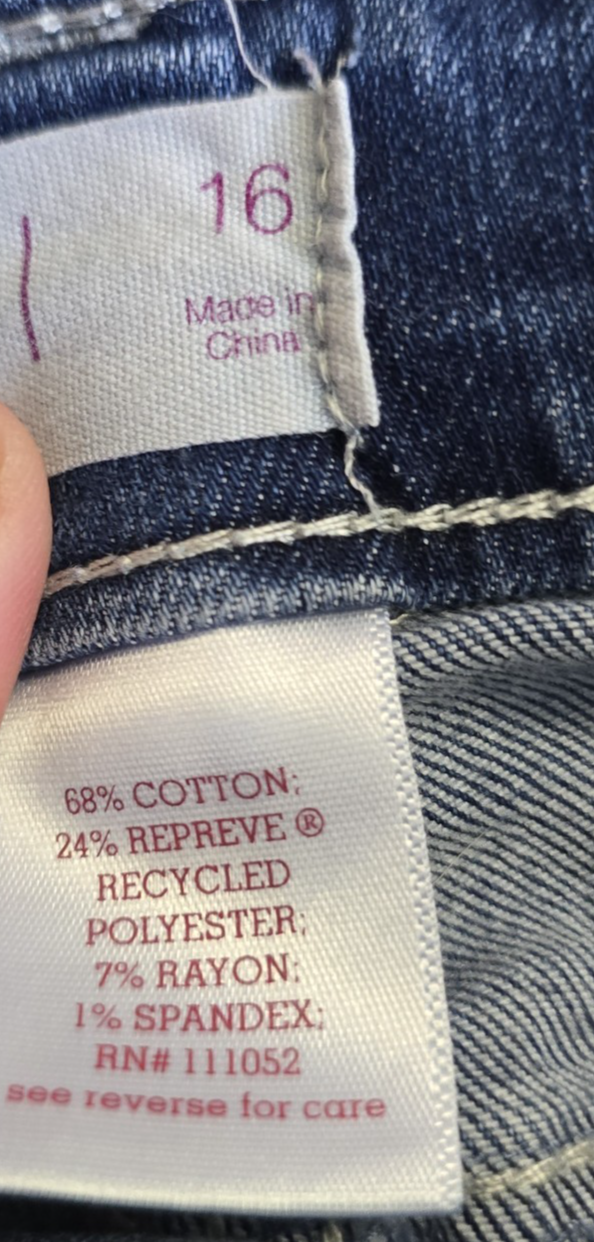 16
Made in
China
68% COTTON;
24% REPREVE ®
RECYCLED
POLYESTER;
7% RAYON;
1% SPANDEX;
RN# 111052
see reverse for care